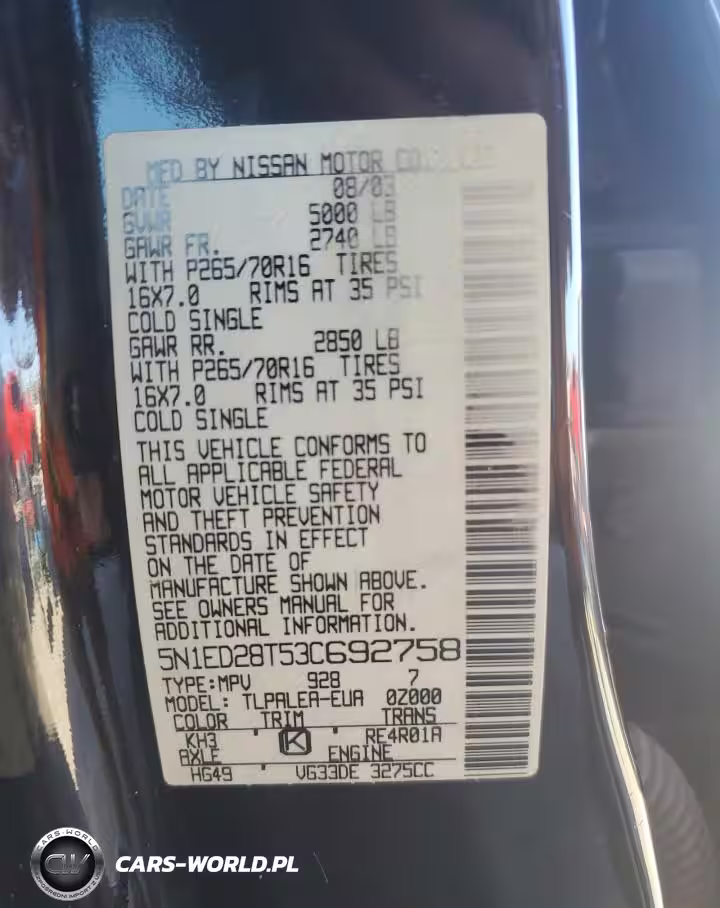 MFD BY NISSAN MOTOR CO
DATE 08/03
GVWR 5000 LB
GAWR FR. 2740 LB
WITH P265/70R16 TIRES
16X7.0 RIMS AT 35 PSI
COLD SINGLE
GAWR RR. 2850 LB
WITH P265/70R16 TIRES
16X7.0 RIMS AT 35 PSI
COLD SINGLE
THIS VEHICLE CONFORMS TO
ALL APPLICABLE FEDERAL
MOTOR VEHICLE SAFETY
AND THEFT PREVENTION
STANDARDS IN EFFECT
ON THE DATE OF
MANUFACTURE SHOWN ABOVE.
SEE OWNERS MANUAL FOR
ADDITIONAL INFORMATION.
5N1ED28T53C692758
TYPE:MPV 928 7
MODEL: TLPALEA-EUA 0Z000
COLOR TRIM TRANS
KH3 K RE4R01A
AXLE ENGINE
HG49 VG33DE 3275CC
CARS-WORLD
CW
CARS-WORLD.PL